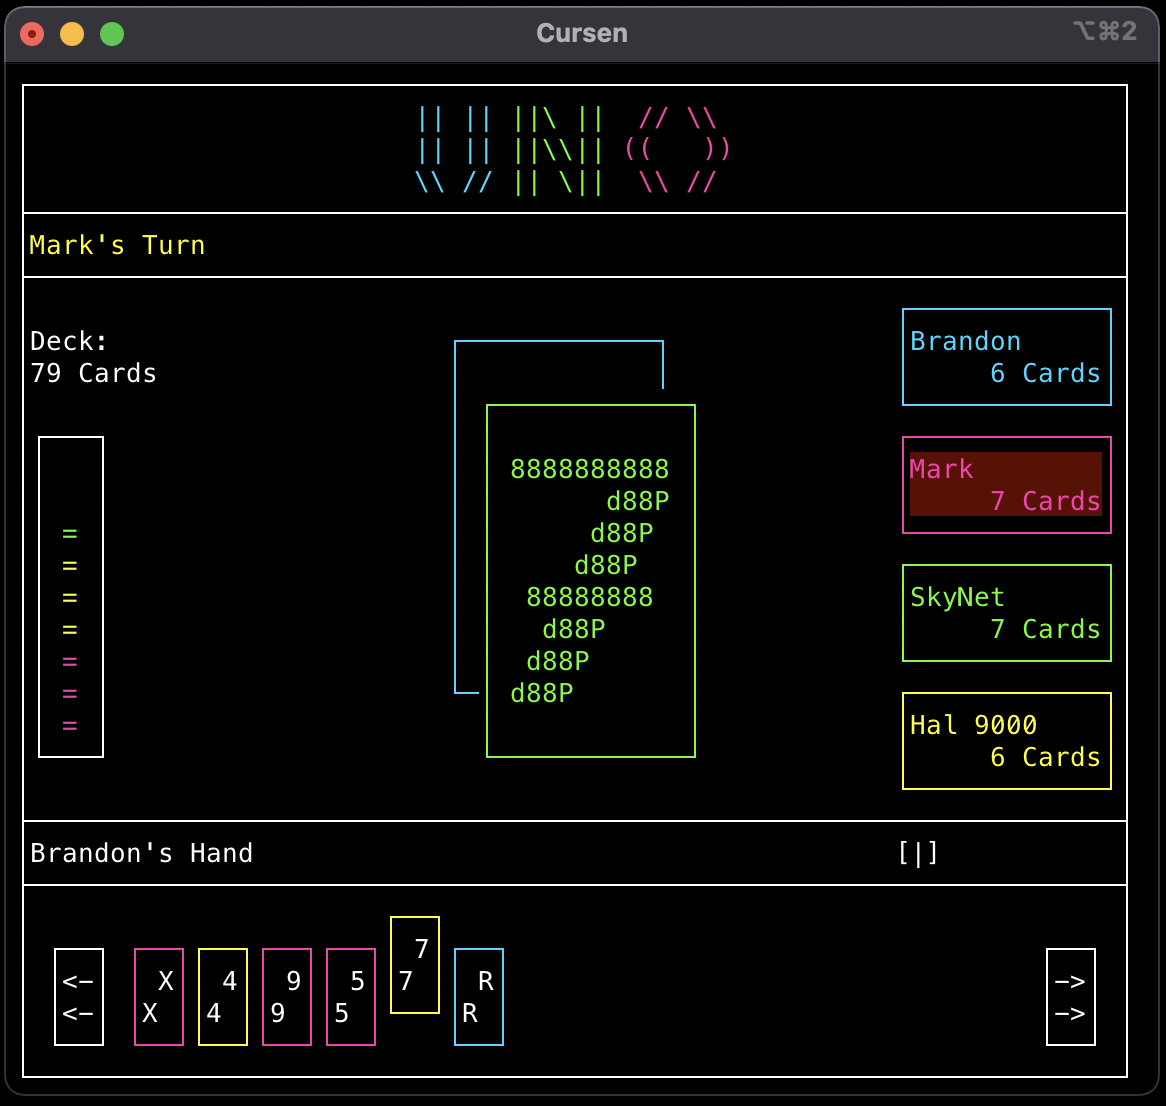 Cursen
⌥⌘2
|| || ||\ ||  // \\
|| || ||\\|| ((   ))
\\ // || \||  \\ //
Mark's Turn
Deck:
79 Cards
Brandon
6 Cards
Mark
7 Cards
SkyNet
7 Cards
Hal 9000
6 Cards
=
=
=
=
=
=
=
8888888888
      d88P
     d88P
    d88P
 88888888
  d88P
 d88P
d88P
Brandon's Hand [|]
7
<- X 4 9 5 7 R ->
<- X 4 9 5 R ->